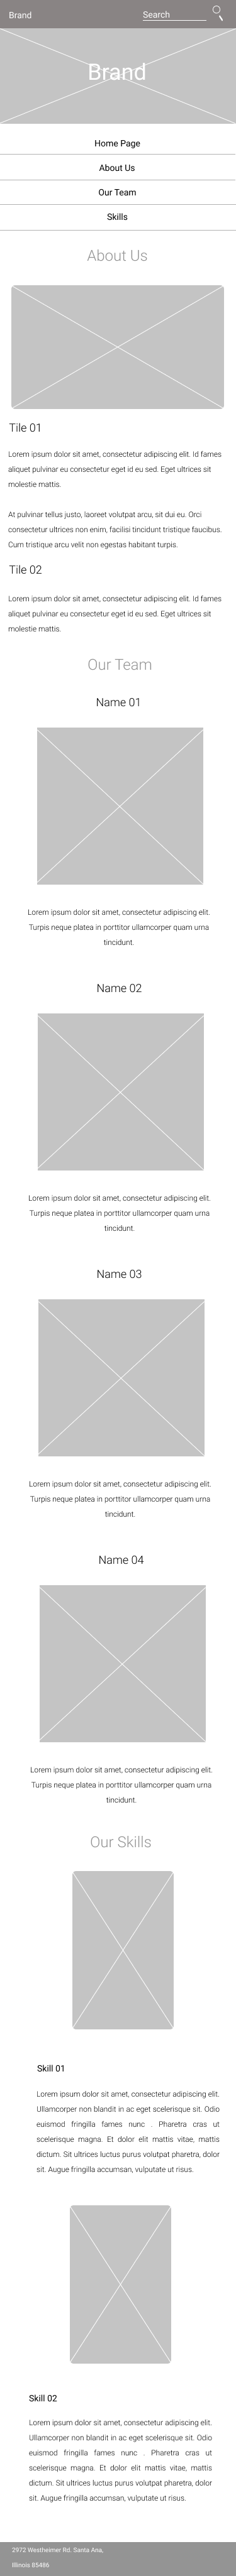 Brand
Search
Brand
Home Page
About Us
Our Team
Skills
About Us
Tile 01
Lorem ipsum dolor sit amet, consectetur adipiscing elit. Id fames
aliquet pulvinar eu consectetur eget id eu sed. Eget ultrices sit
molestie mattis.
At pulvinar tellus justo, laoreet volutpat arcu, sit dui eu. Orci
consectetur ultrices non enim, facilisi tincidunt tristique faucibus.
Cum tristique arcu velit non egestas habitant turpis.
Tile 02
Lorem ipsum dolor sit amet, consectetur adipiscing elit. Id fames
aliquet pulvinar eu consectetur eget id eu sed. Eget ultrices sit
molestie mattis.
Our Team
Name 01
Lorem ipsum dolor sit amet, consectetur adipiscing elit.
Turpis neque platea in porttitor ullamcorper quam urna
tincidunt.
Name 02
Lorem ipsum dolor sit amet, consectetur adipiscing elit.
Turpis neque platea in porttitor ullamcorper quam urna
tincidunt.
Name 03
Lorem ipsum dolor sit amet, consectetur adipiscing elit.
Turpis neque platea in porttitor ullamcorper quam urna
tincidunt.
Name 04
Lorem ipsum dolor sit amet, consectetur adipiscing elit.
Turpis neque platea in porttitor ullamcorper quam urna
tincidunt.
Our Skills
Skill 01
Lorem ipsum dolor sit amet, consectetur adipiscing elit.
Ullamcorper non blandit in ac eget scelerisque sit. Odio
euismod fringilla fames nunc . Pharetra cras ut
scelerisque magna. Et dolor elit mattis vitae, mattis
dictum. Sit ultrices luctus purus volutpat pharetra, dolor
sit. Augue fringilla accumsan, vulputate ut risus.
Skill 02
Lorem ipsum dolor sit amet, consectetur adipiscing elit.
Ullamcorper non blandit in ac eget scelerisque sit. Odio
euismod fringilla fames nunc . Pharetra cras ut
scelerisque magna. Et dolor elit mattis vitae, mattis
dictum. Sit ultrices luctus purus volutpat pharetra, dolor
sit. Augue fringilla accumsan, vulputate ut risus.
2972 Westheimer Rd. Santa Ana,
Illinois 85486